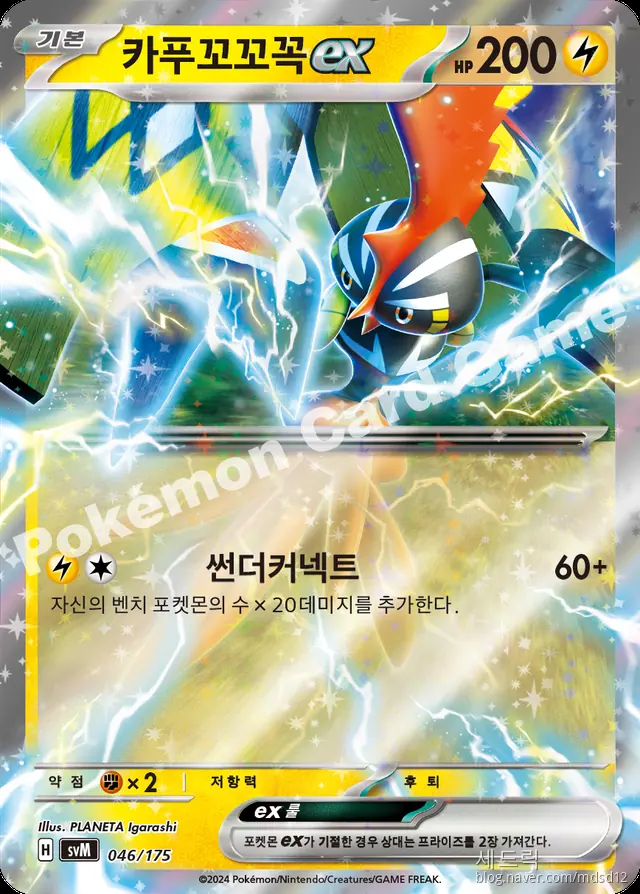 기본
카푸꼬꼬꼭ex
HP 200
Pokémon Card Game
썬더커넥트 60+
자신의 벤치 포켓몬의 수×20데미지를 추가한다.
약점 ×2 저항력 후퇴
ex룰
포켓몬 ex가 기절한 경우 상대는 프라이즈를 2장 가져간다.
Illus. PLANETA Igarashi
H svM 046/175
©2024 Pokémon/Nintendo/Creatures/GAME FREAK.
세드릭
blog.naver.com/mdsd12